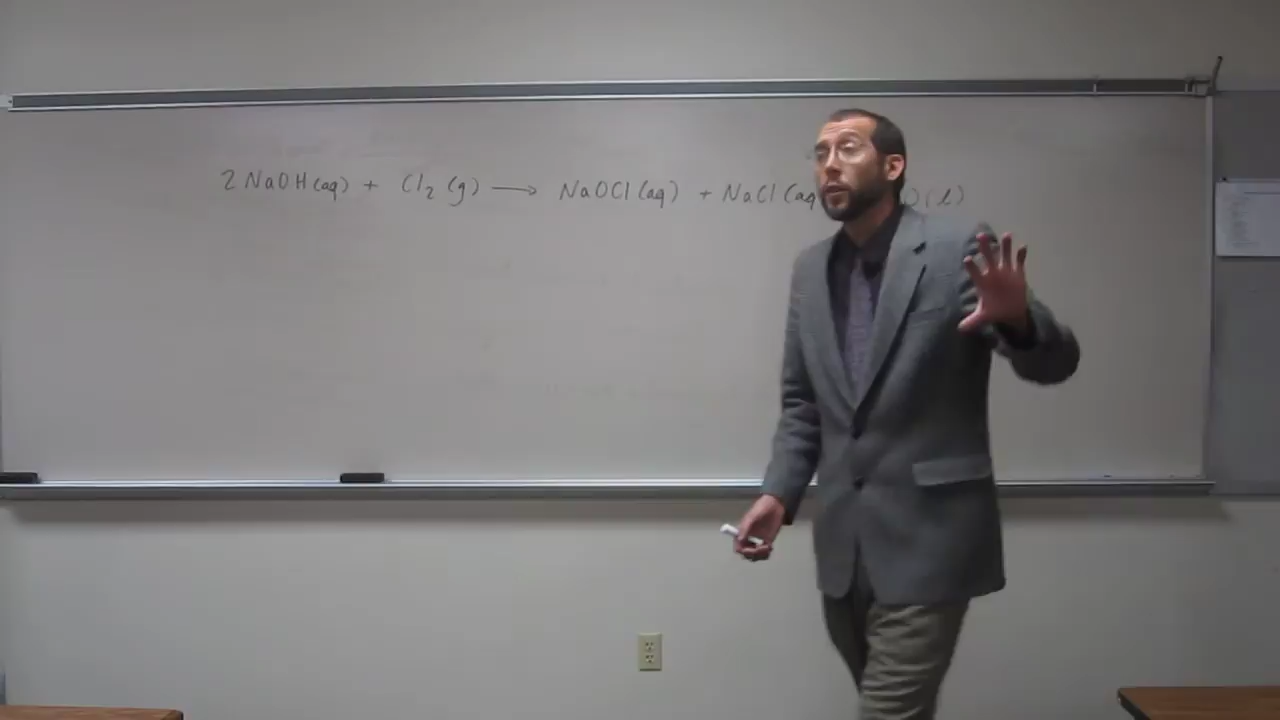 2 NaOH (aq) + Cl₂ (g) ⟶ NaOCl (aq) + NaCl (aq O (l)